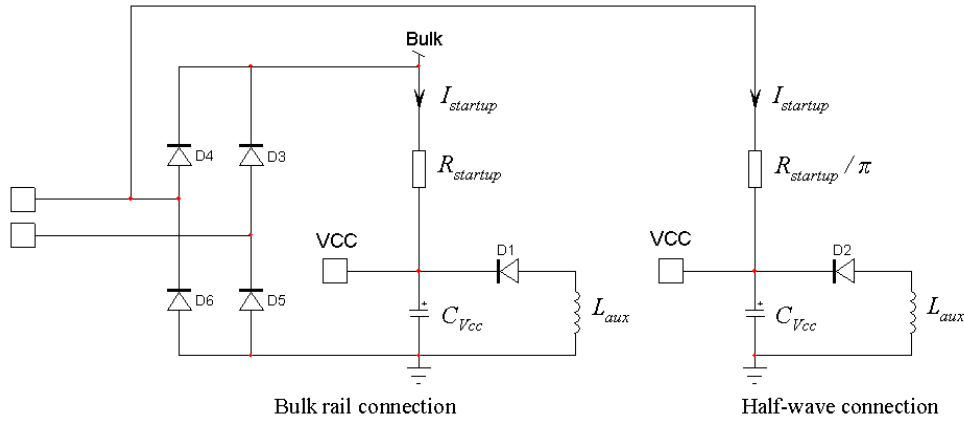 Bulk
I_startup
I_startup
D4
D3
R_startup
R_startup / π
VCC
D1
VCC
D2
D6
D5
+
C_Vcc
L_aux
+
C_Vcc
L_aux
Bulk rail connection
Half-wave connection